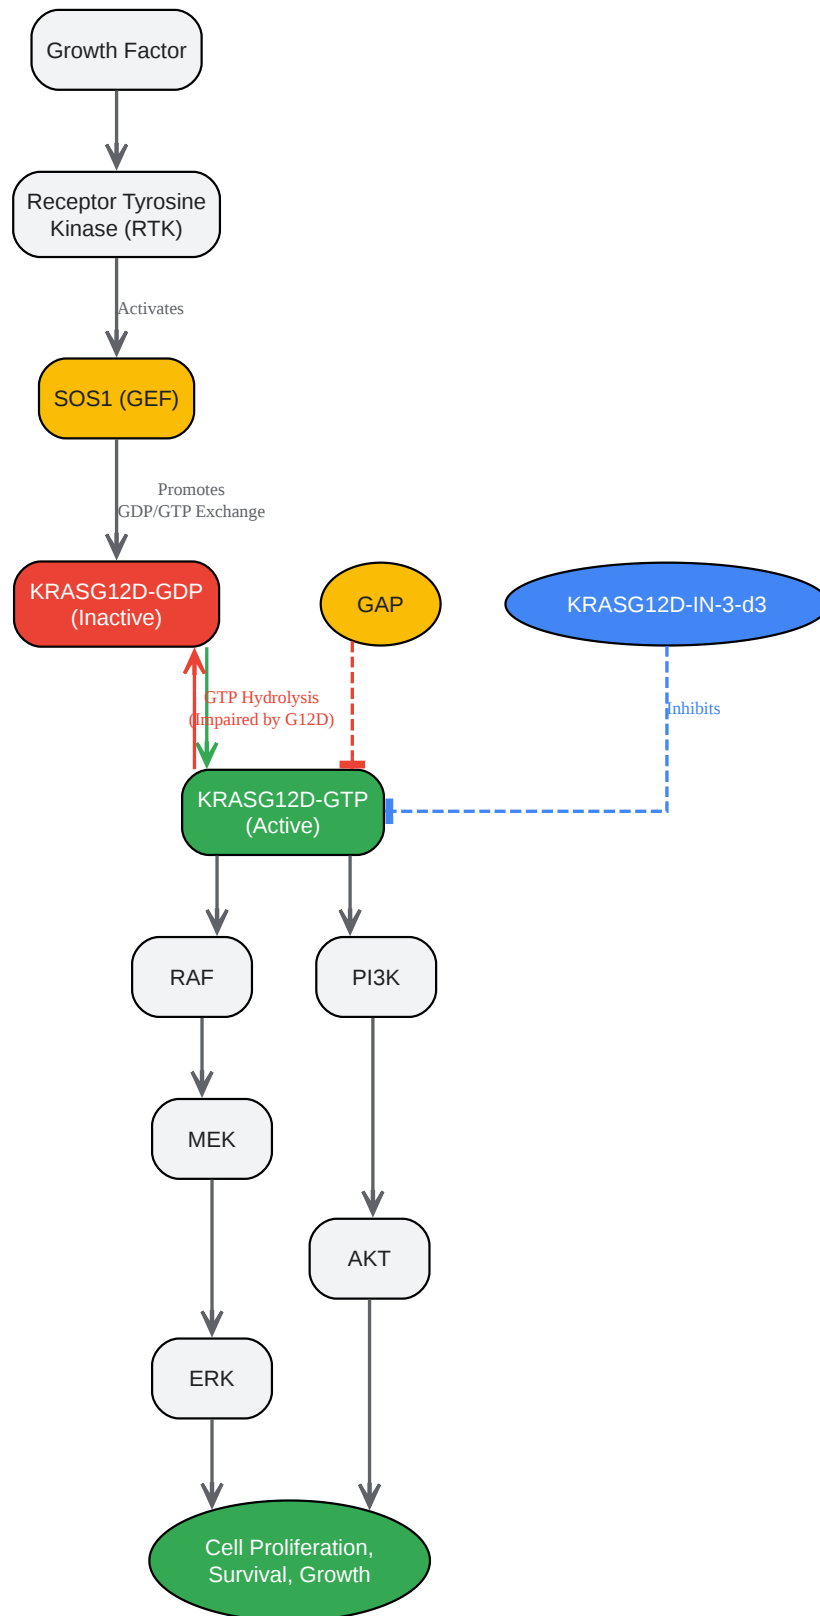 Growth Factor
Receptor Tyrosine
Kinase (RTK)
Activates
SOS1 (GEF)
Promotes
GDP/GTP Exchange
KRASG12D-GDP
(Inactive)
GAP
KRASG12D-IN-3-d3
GTP Hydrolysis
(Impaired by G12D)
Inhibits
KRASG12D-GTP
(Active)
RAF
PI3K
MEK
AKT
ERK
Cell Proliferation,
Survival, Growth